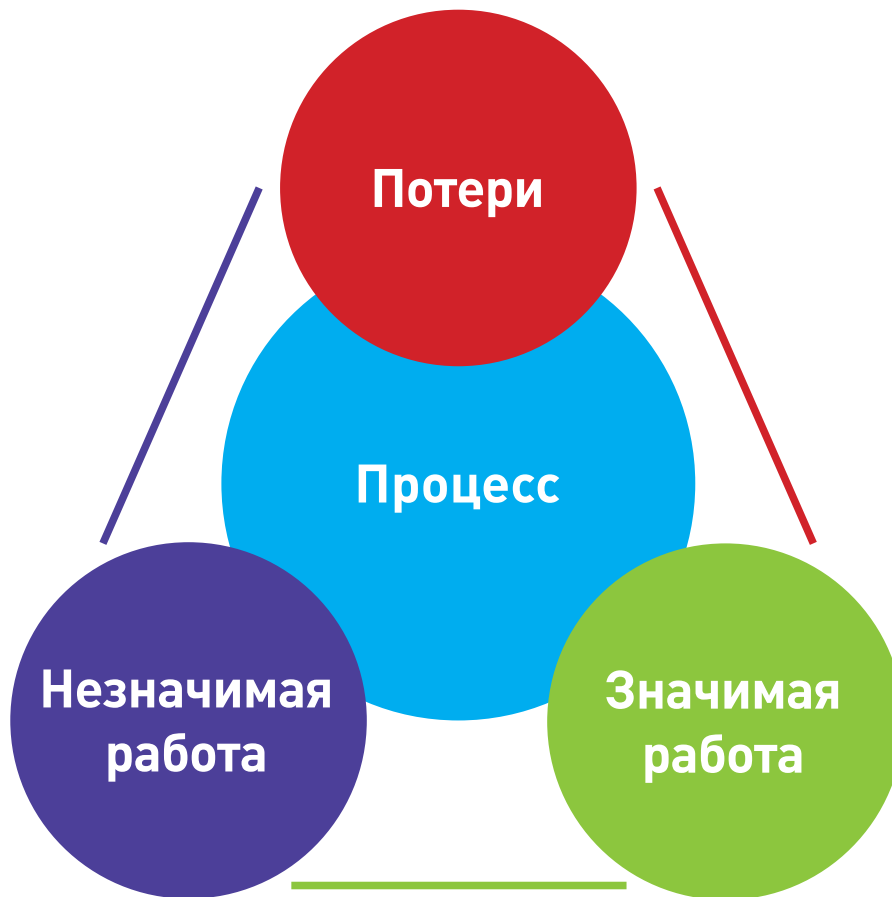 Потери
Процесс
Незначимая
работа
Значимая
работа